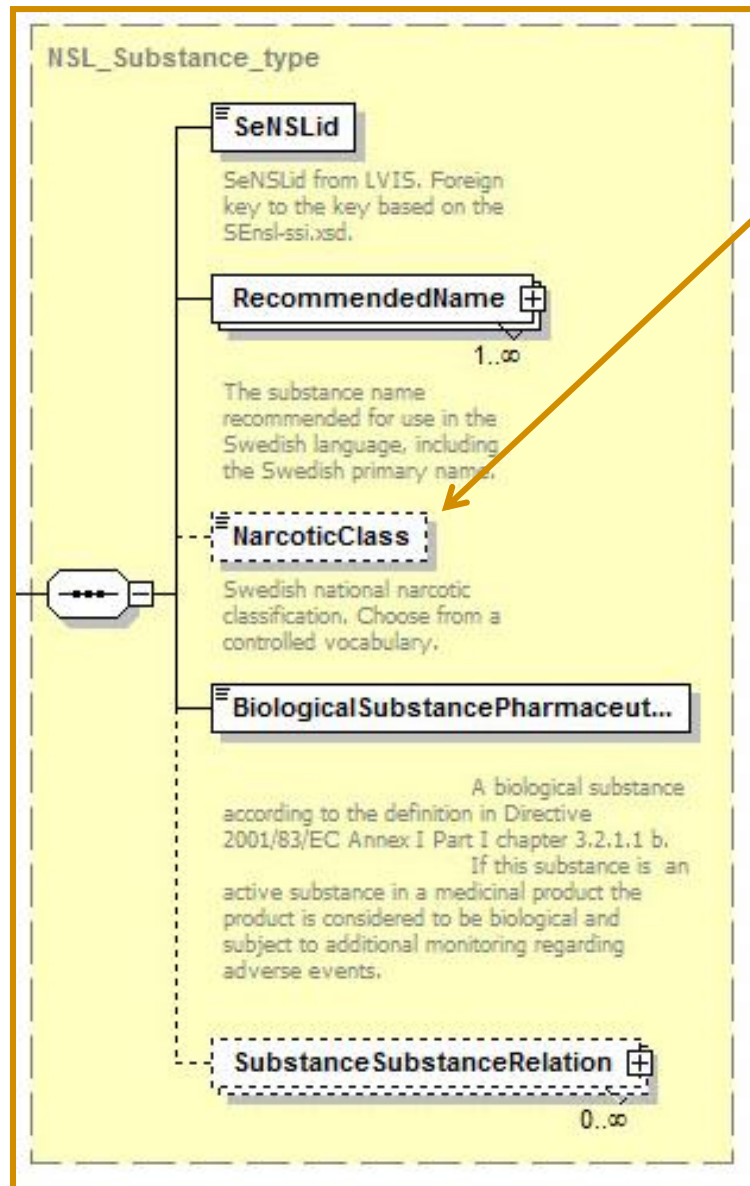 NSL_Substance_type
SeNSLid
SeNSLid from LVIS. Foreign
key to the key based on the
SEnsl-ssi.xsd.
RecommendedName
1..∞
The substance name
recommended for use in the
Swedish language, including
the Swedish primary name.
NarcoticClass
Swedish national narcotic
classification. Choose from a
controlled vocabulary.
BiologicalSubstancePharmaceut...
A biological substance
according to the definition in Directive
2001/83/EC Annex I Part I chapter 3.2.1.1 b.
If this substance is an
active substance in a medicinal product the
product is considered to be biological and
subject to additional monitoring regarding
adverse events.
SubstanceSubstanceRelation
0..∞